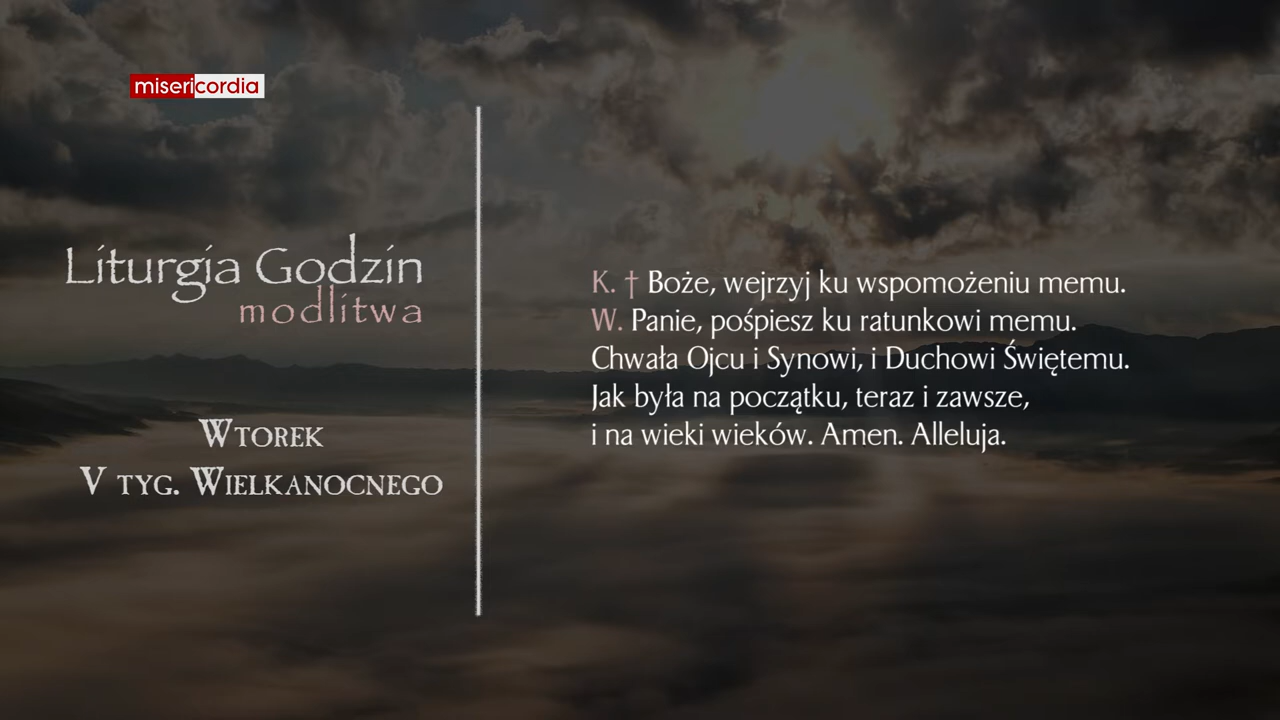 misericordia
Liturgia Godzin
modlitwa
Wtorek
V tyg. Wielkanocnego
K. † Boże, wejrzyj ku wspomożeniu memu.
W. Panie, pośpiesz ku ratunkowi memu.
Chwała Ojcu i Synowi, i Duchowi Świętemu.
Jak była na początku, teraz i zawsze,
i na wieki wieków. Amen. Alleluja.